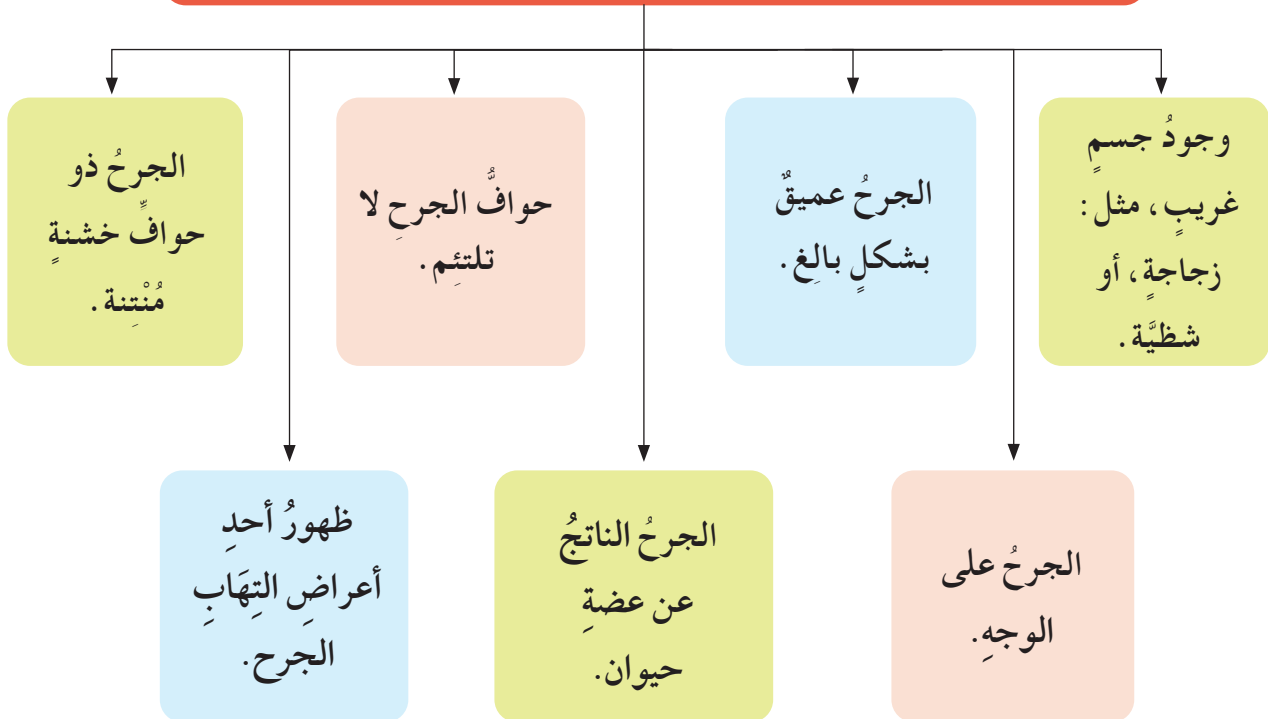 وجودُ جسمٍ
غريبٍ، مثل:
زجاجةٍ، أو
شظيَّة.
الجرحُ عميقٌ
بشكلٍ بالِغ.
حوافُّ الجرحِ لا
تلتئِم.
الجرحُ ذو
حوافٍّ خشنةٍ
مُنْتِنة.
الجرحُ على
الوجهِ.
الجرحُ الناتجُ
عن عضةِ
حيوان.
ظهورُ أحدِ
أعراضِ التِهَابِ
الجرح.